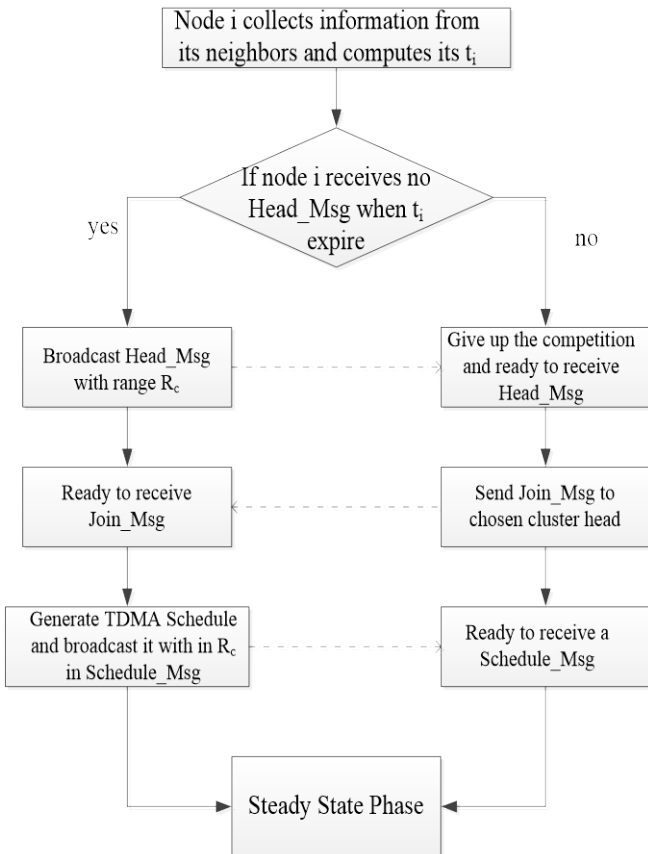 Node i collects information from
its neighbors and computes its tᵢ
If node i receives no
Head_Msg when tᵢ
expire
yes
no
Broadcast Head_Msg
with range R꜀
Give up the competition
and ready to receive
Head_Msg
Ready to receive
Join_Msg
Send Join_Msg to
chosen cluster head
Generate TDMA Schedule
and broadcast it with in R꜀
in Schedule_Msg
Ready to receive a
Schedule_Msg
Steady State Phase